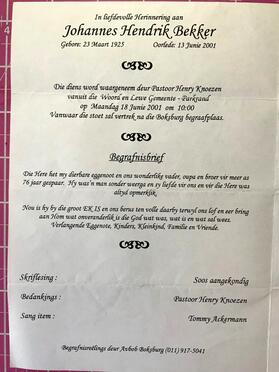 In liefdevolle Herinnering aan
Johannes Hendrik Bekker
Gebore: 23 Maart 1925 Oorlede: 13 Junie 2001
Die diens word waargeneem deur Pastoor Henry Knoezen
vanuit die Woord en Lewe Gemeente - Parkrand
op Maandag 18 Junie 2001 om 10:00
Vanwaar die stoet sal vertrek na die Boksburg begraafplaas.
Begrafnisbrief
Die Here het my dierbare eggenoot en ons wonderlike vader, oupa en broer vir meer as
76 jaar gespaar. Hy was'n man sonder weerga en sy liefde vir ons en vir die Here was
altyd opmerklik.
Nou is hy by die groot EK IS en ons berus ten volle daarby terwyl ons lof en eer bring
aan Hom wat onveranderlik is die God wat was, wat is en wat sal wees.
Verlangende Eggenote, Kinders, Kleinkind, Familie en Vriende.
Skriflesing : Soos aangekondig
Bedankings : Pastoor Henry Knoezen
Sang item : Tommy Ackermann
Begrafnisreëlings deur Avbob Boksburg (011) 917-5041